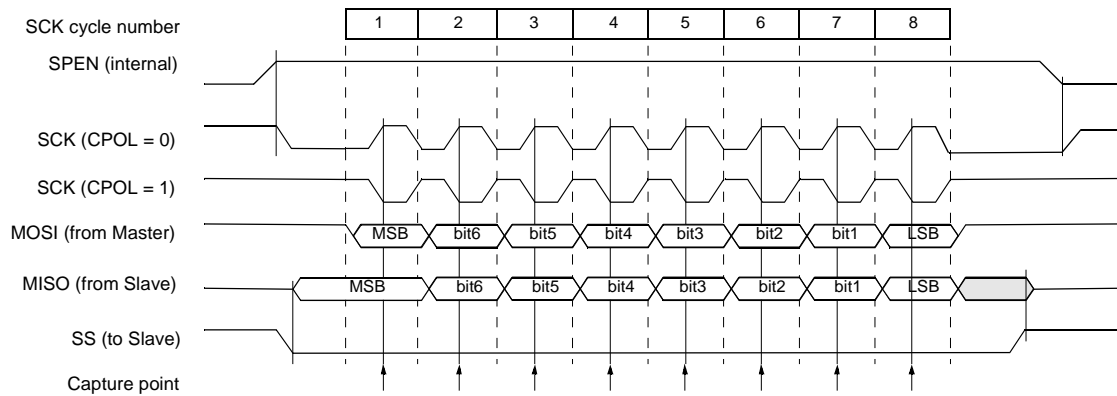 SCK cycle number 1 2 3 4 5 6 7 8
SPEN (internal)
SCK (CPOL = 0)
SCK (CPOL = 1)
MOSI (from Master) MSB bit6 bit5 bit4 bit3 bit2 bit1 LSB
MISO (from Slave) MSB bit6 bit5 bit4 bit3 bit2 bit1 LSB
SS (to Slave)
Capture point